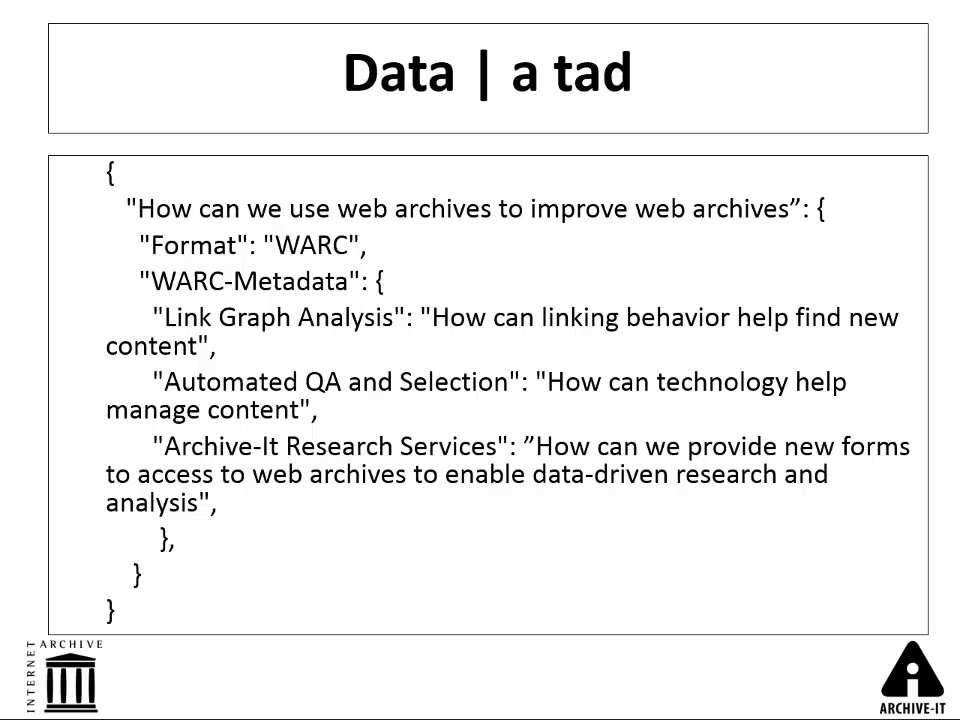 Data | a tad
{
"How can we use web archives to improve web archives”: {
"Format": "WARC",
"WARC-Metadata": {
"Link Graph Analysis": "How can linking behavior help find new
content",
"Automated QA and Selection": "How can technology help
manage content",
"Archive-It Research Services": ”How can we provide new forms
to access to web archives to enable data-driven research and
analysis",
},
}
}
INTERNET ARCHIVE
ARCHIVE-IT